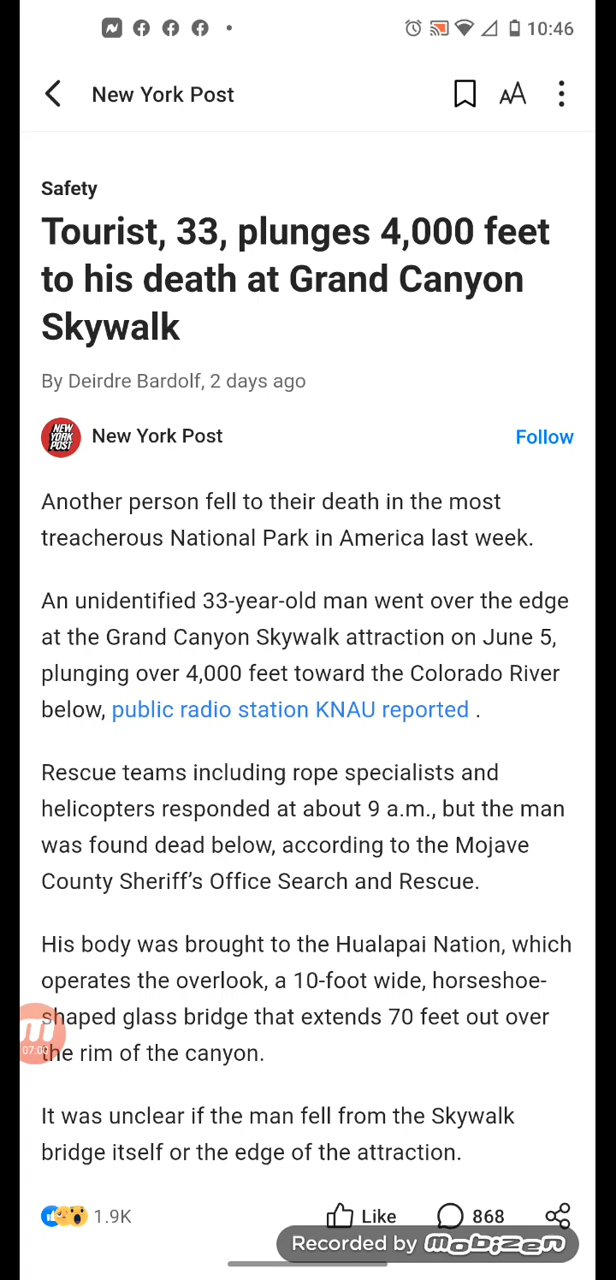 10:46
New York Post
AA
Safety
Tourist, 33, plunges 4,000 feet
to his death at Grand Canyon
Skywalk
By Deirdre Bardolf, 2 days ago
NEW
YORK
POST
New York Post
Follow
Another person fell to their death in the most
treacherous National Park in America last week.
An unidentified 33-year-old man went over the edge
at the Grand Canyon Skywalk attraction on June 5,
plunging over 4,000 feet toward the Colorado River
below, public radio station KNAU reported .
Rescue teams including rope specialists and
helicopters responded at about 9 a.m., but the man
was found dead below, according to the Mojave
County Sheriff's Office Search and Rescue.
His body was brought to the Hualapai Nation, which
operates the overlook, a 10-foot wide, horseshoe-
shaped glass bridge that extends 70 feet out over
07:00
the rim of the canyon.
It was unclear if the man fell from the Skywalk
bridge itself or the edge of the attraction.
1.9K
Like
868
Recorded by mobizen